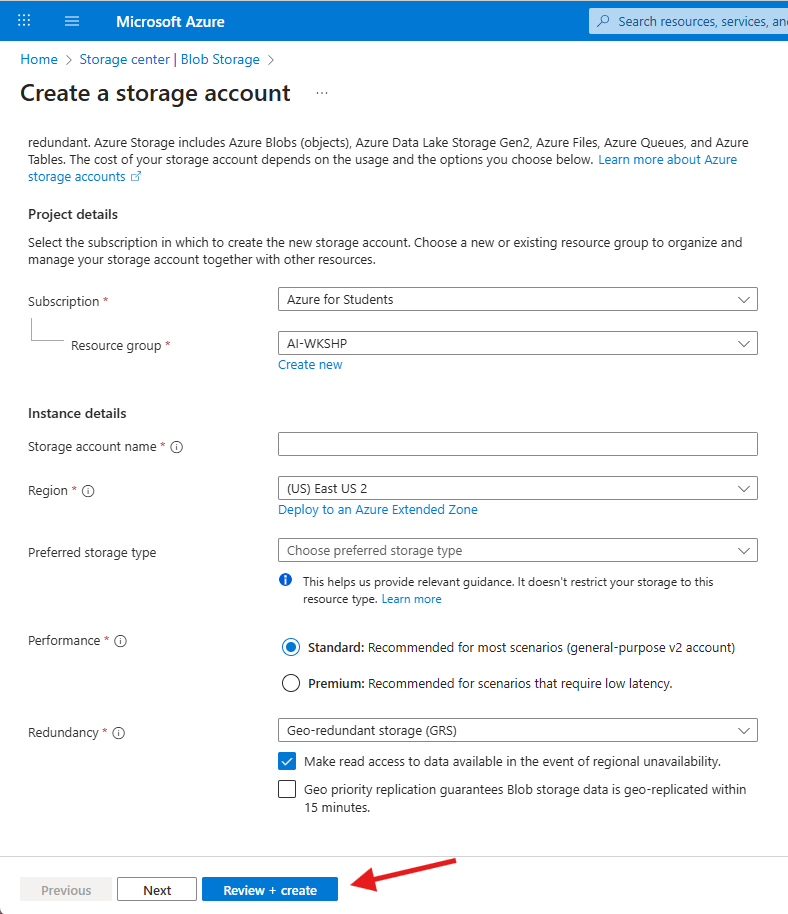 Microsoft Azure
Search resources, services, an
Home > Storage center | Blob Storage >
Create a storage account ...
redundant. Azure Storage includes Azure Blobs (objects), Azure Data Lake Storage Gen2, Azure Files, Azure Queues, and Azure
Tables. The cost of your storage account depends on the usage and the options you choose below. Learn more about Azure
storage accounts
Project details
Select the subscription in which to create the new storage account. Choose a new or existing resource group to organize and
manage your storage account together with other resources.
Subscription *
Azure for Students
Resource group *
AI-WKSHP
Create new
Instance details
Storage account name *
Region *
(US) East US 2
Deploy to an Azure Extended Zone
Preferred storage type
Choose preferred storage type
This helps us provide relevant guidance. It doesn't restrict your storage to this
resource type. Learn more
Performance *
Standard: Recommended for most scenarios (general-purpose v2 account)
Premium: Recommended for scenarios that require low latency.
Redundancy *
Geo-redundant storage (GRS)
Make read access to data available in the event of regional unavailability.
Geo priority replication guarantees Blob storage data is geo-replicated within
15 minutes.
Previous
Next
Review + create